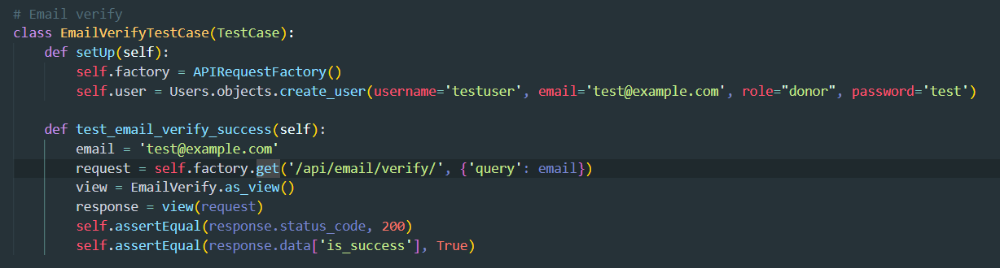 # Email verify
class EmailVerifyTestCase(TestCase):
    def setUp(self):
        self.factory = APIRequestFactory()
        self.user = Users.objects.create_user(username='testuser', email='test@example.com', role="donor", password='test')
    def test_email_verify_success(self):
        email = 'test@example.com'
        request = self.factory.get('/api/email/verify/', {'query': email})
        view = EmailVerify.as_view()
        response = view(request)
        self.assertEqual(response.status_code, 200)
        self.assertEqual(response.data['is_success'], True)